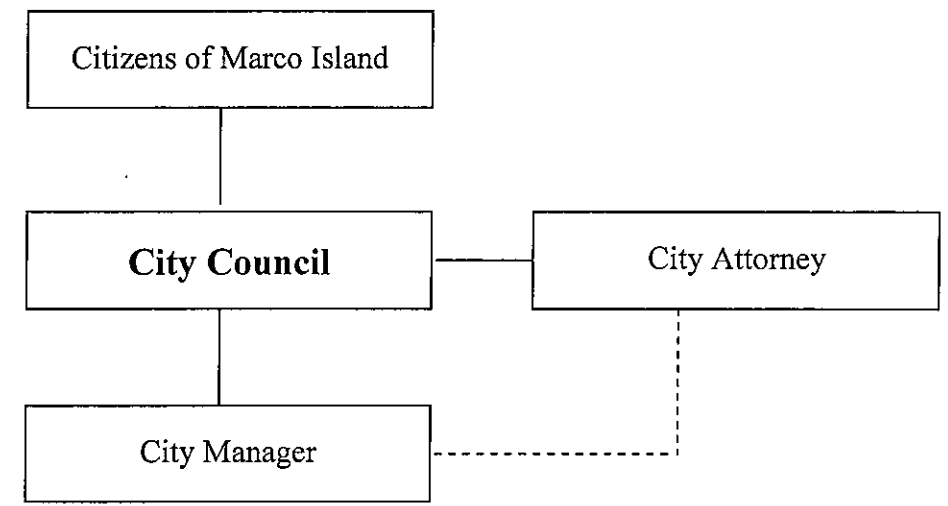 Citizens of Marco Island
City Council
City Attorney
City Manager